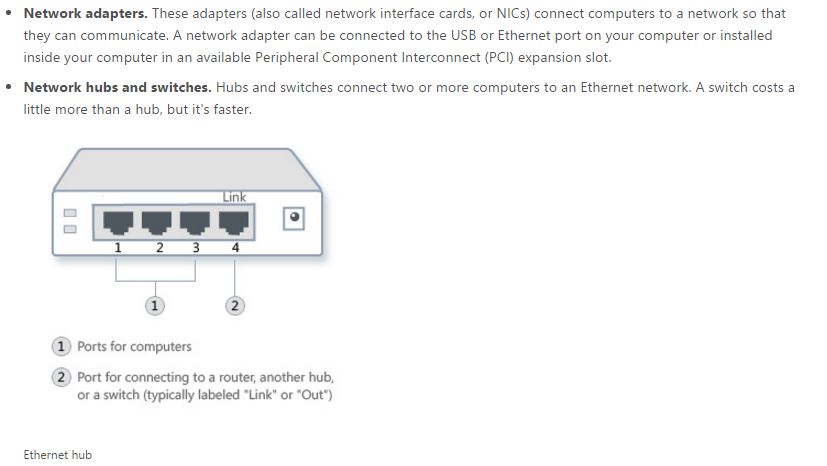 • Network adapters. These adapters (also called network interface cards, or NICs) connect computers to a network so that
they can communicate. A network adapter can be connected to the USB or Ethernet port on your computer or installed
inside your computer in an available Peripheral Component Interconnect (PCI) expansion slot.
• Network hubs and switches. Hubs and switches connect two or more computers to an Ethernet network. A switch costs a
little more than a hub, but it's faster.
Link
1 2 3 4
1 2
1 Ports for computers
2 Port for connecting to a router, another hub,
or a switch (typically labeled "Link" or "Out")
Ethernet hub